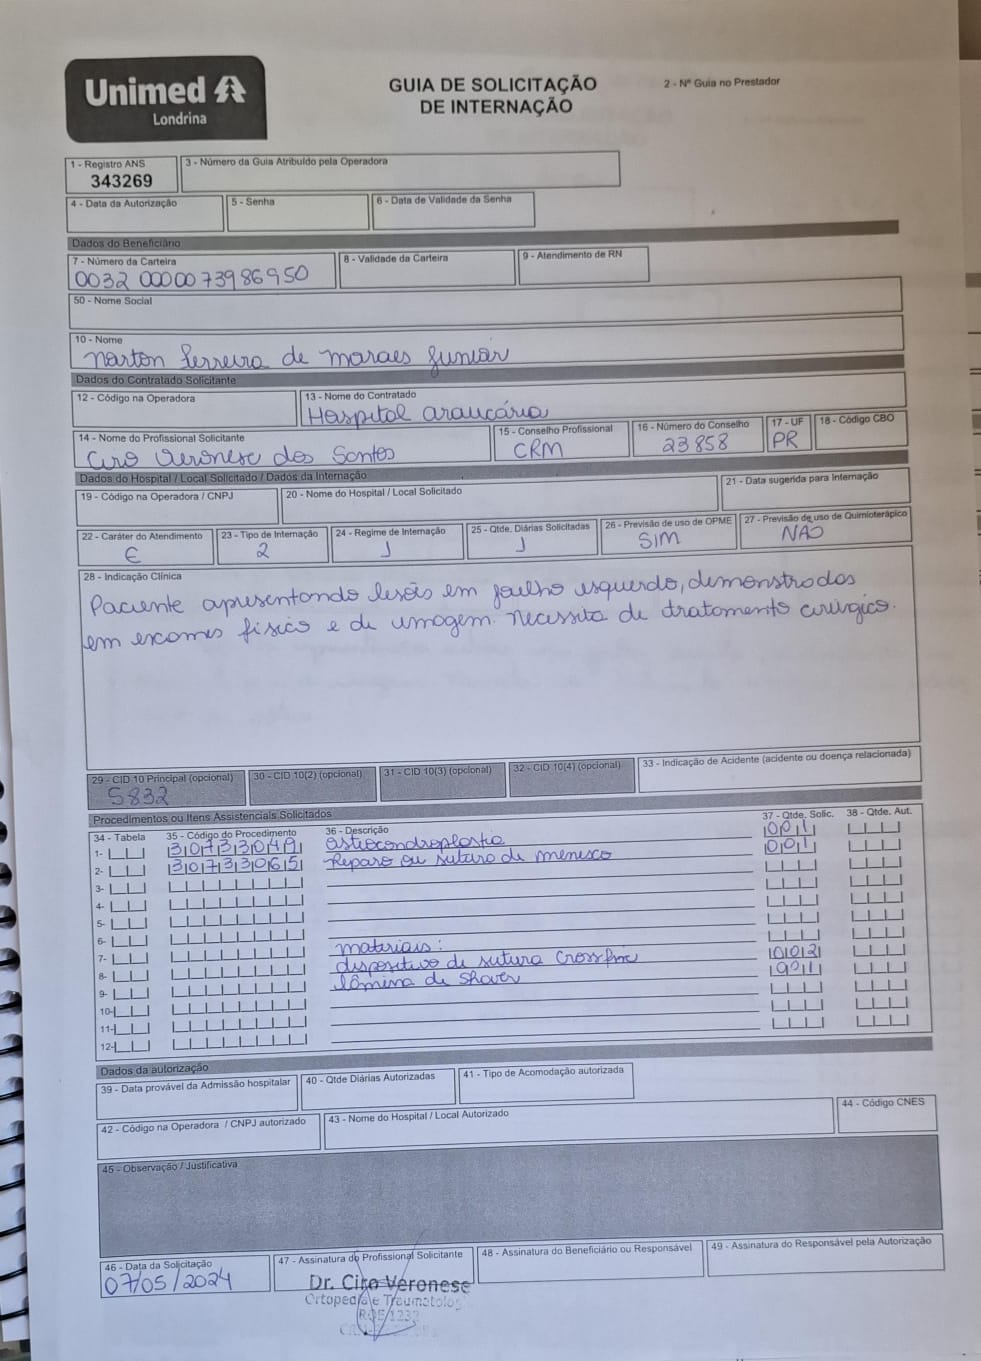 Unimed
Londrina
GUIA DE SOLICITAÇÃO
DE INTERNAÇÃO
2 - Nº Guia no Prestador
1 - Registro ANS
343269
3 - Número da Guia Atribuído pela Operadora
4 - Data da Autorização
5 - Senha
6 - Data de Validade da Senha
Dados do Beneficiário
7 - Número da Carteira
0032 000007398 6950
8 - Validade da Carteira
9 - Atendimento de RN
50 - Nome Social
10 - Nome
Narton Ferreira de Moraes Junior
Dados do Contratado Solicitante
12 - Código na Operadora
13 - Nome do Contratado
Hospital Araucária
14 - Nome do Profissional Solicitante
Ciro Veronese dos Santos
15 - Conselho Profissional
CRM
16 - Número do Conselho
23858
17 - UF
PR
18 - Código CBO
Dados do Hospital / Local Solicitado / Dados da Internação
19 - Código na Operadora / CNPJ
20 - Nome do Hospital / Local Solicitado
21 - Data sugerida para Internação
22 - Caráter do Atendimento
E
23 - Tipo de Internação
2
24 - Regime de Internação
1
25 - Qtde. Diárias Solicitadas
1
26 - Previsão de uso de OPME
SIM
27 - Previsão de uso de Quimioterápico
NÃO
28 - Indicação Clínica
Paciente apresentando lesões em joelho esquerdo, demonstrados
em exames físico e de imagem. Necessita de tratamento cirúrgico.
29 - CID 10 Principal (opcional)
S832
30 - CID 10(2) (opcional)
31 - CID 10(3) (opcional)
32 - CID 10(4) (opcional)
33 - Indicação de Acidente (acidente ou doença relacionada)
Procedimentos ou Itens Assistenciais Solicitados
34 - Tabela
35 - Código do Procedimento
36 - Descrição
37 - Qtde. Solic.
38 - Qtde. Aut.
1- 30733049 Osteocondroplastia 001
2- 30733065 Reparo ou sutura de menisco 001
3-
4-
5-
6-
materiais:
7- dispositivo de sutura 002
8- lâmina de Shaver 001
9-
10-
11-
12-
Dados da autorização
39 - Data provável da Admissão hospitalar
40 - Qtde Diárias Autorizadas
41 - Tipo de Acomodação autorizada
42 - Código na Operadora / CNPJ autorizado
43 - Nome do Hospital / Local Autorizado
44 - Código CNES
45 - Observação / Justificativa
46 - Data da Solicitação
07/05/2024
47 - Assinatura do Profissional Solicitante
48 - Assinatura do Beneficiário ou Responsável
49 - Assinatura do Responsável pela Autorização
Dr. Ciro Veronese
Ortopedia e Traumatolog
RQE 1232